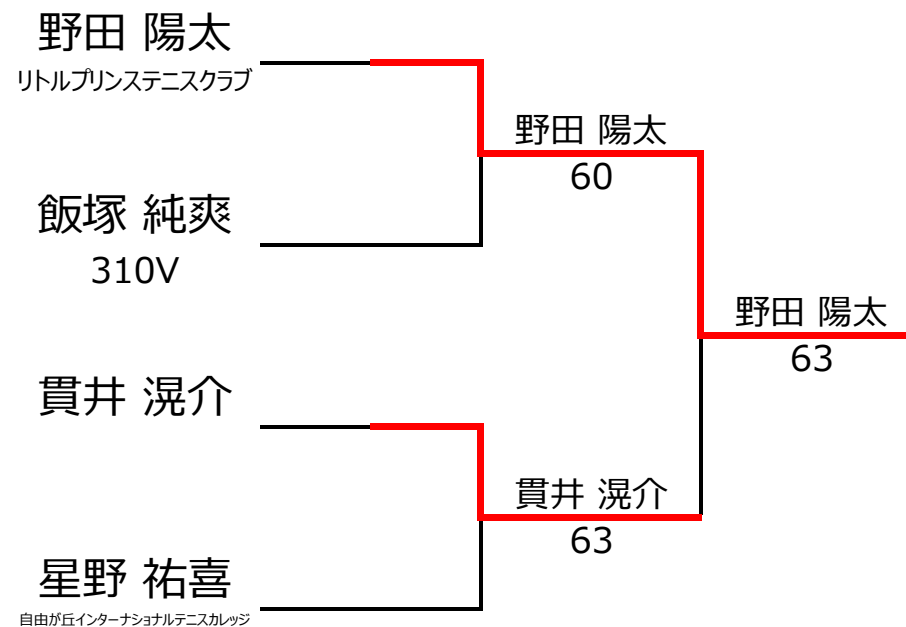 野田 陽太
リトルプリンステニスクラブ
野田 陽太
60
飯塚 純爽
310V
野田 陽太
63
貫井 滉介
貫井 滉介
63
星野 祐喜
自由が丘インターナショナルテニスカレッジ